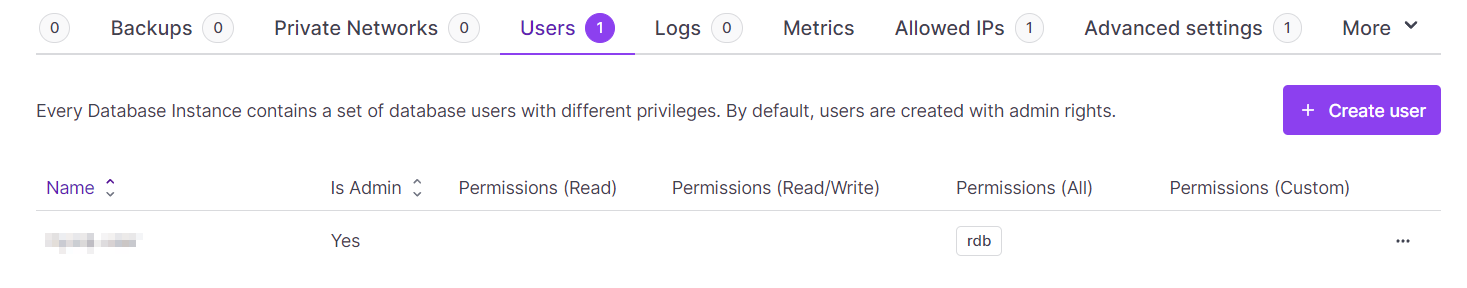 0 Backups 0 Private Networks 0 Users 1 Logs 0 Metrics Allowed IPs 1 Advanced settings 1 More
Every Database Instance contains a set of database users with different privileges. By default, users are created with admin rights.
+ Create user
Name Is Admin Permissions (Read) Permissions (Read/Write) Permissions (All) Permissions (Custom)
Yes rdb ...